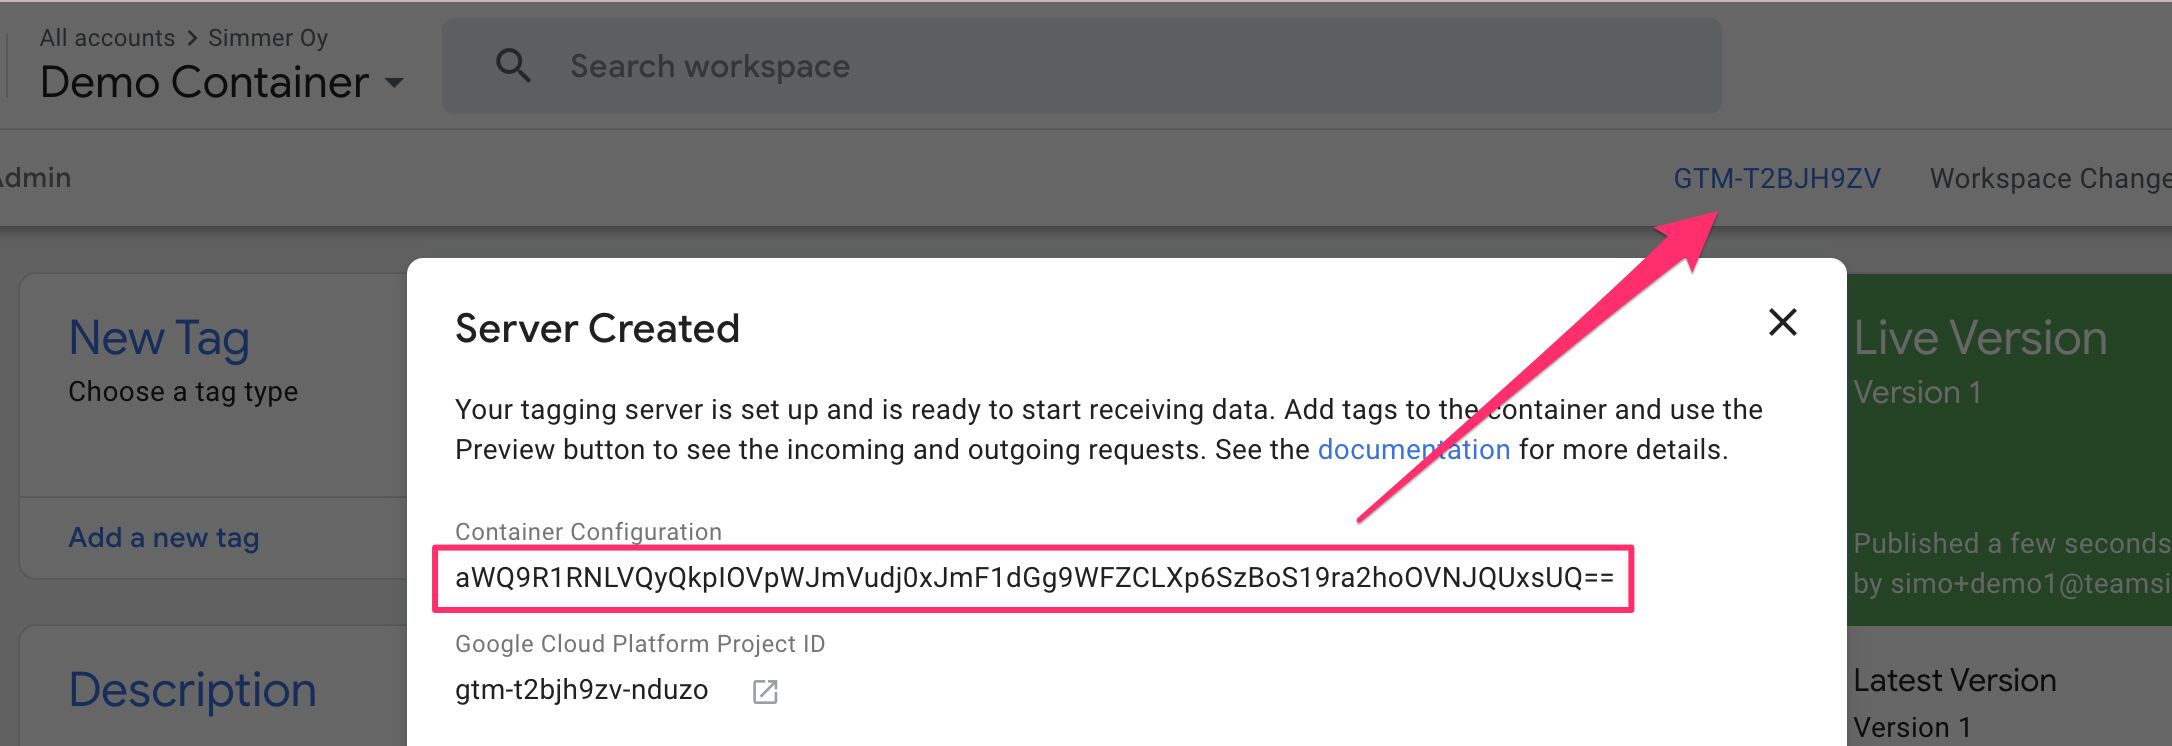 All accounts > Simmer Oy
Demo Container
Search workspace
Admin
GTM-T2BJH9ZV
Workspace Change
New Tag
Choose a tag type
Add a new tag
Description
Server Created
Your tagging server is set up and is ready to start receiving data. Add tags to the container and use the
Preview button to see the incoming and outgoing requests. See the documentation for more details.
Container Configuration
aWQ9R1RNLVQyQkpIOVpWJmVudj0xJmF1dGg9WFZCLXp6SzBoS19ra2hoOVNJQUxsUQ==
Google Cloud Platform Project ID
gtm-t2bjh9zv-nduzo
Live Version
Version 1
Published a few seconds
by simo+demo1@teamsi
Latest Version
Version 1